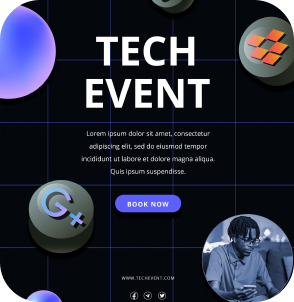 TECH
EVENT
Lorem ipsum dolor sit amet, consectetur
adipiscing elit, sed do eiusmod tempor
incididunt ut labore et dolore magna aliqua.
Quis ipsum suspendisse.
BOOK NOW
G+
WWW.TECHEVENT.COM